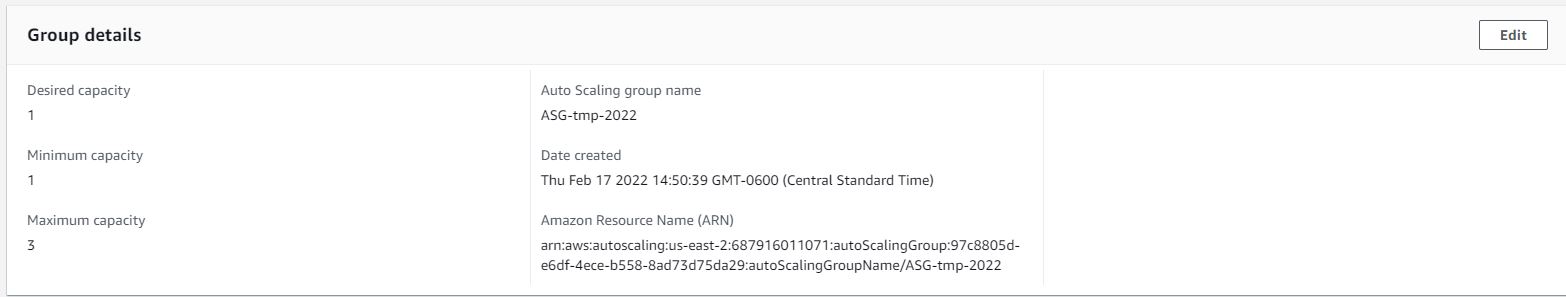 Group details
Edit
Desired capacity
1
Minimum capacity
1
Maximum capacity
3
Auto Scaling group name
ASG-tmp-2022
Date created
Thu Feb 17 2022 14:50:39 GMT-0600 (Central Standard Time)
Amazon Resource Name (ARN)
arn:aws:autoscaling:us-east-2:687916011071:autoScalingGroup:97c8805d-
e6df-4ece-b558-8ad73d75da29:autoScalingGroupName/ASG-tmp-2022